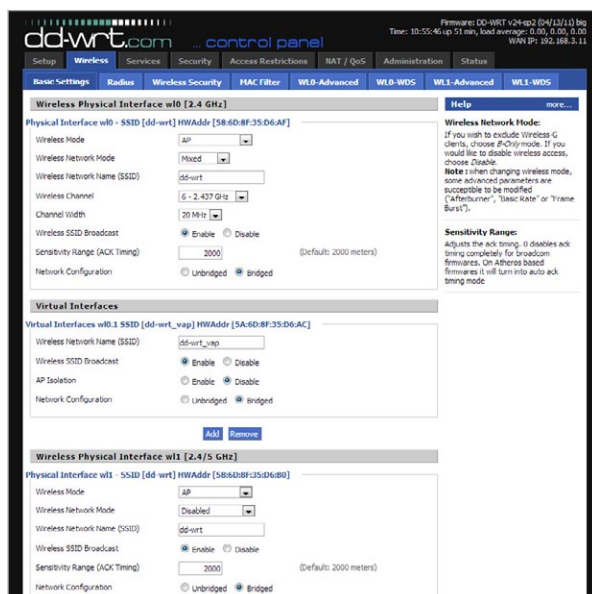 dd-wrt.com ... control panel
Firmware: DD-WRT v24-sp2 (04/13/11) big
Time: 10:55:46 up 51 min, load average: 0.00, 0.00, 0.00
WAN IP: 192.168.3.11
Setup Wireless Services Security Access Restrictions NAT / QoS Administration Status
Basic Settings Radius Wireless Security MAC Filter WL0-Advanced WL0-WDS WL1-Advanced WL1-WDS
Wireless Physical Interface wl0 [2.4 GHz]
Physical Interface wl0 - SSID [dd-wrt] HWAddr [58:6D:8F:35:D6:AF]
Wireless Mode AP
Wireless Network Mode Mixed
Wireless Network Name (SSID) dd-wrt
Wireless Channel 6 - 2.437 GHz
Channel Width 20 MHz
Wireless SSID Broadcast Enable Disable
Sensitivity Range (ACK Timing) 2000 (Default: 2000 meters)
Network Configuration Unbridged Bridged
Virtual Interfaces
Virtual Interfaces wl0.1 SSID [dd-wrt_vap] HWAddr [5A:6D:8F:35:D6:AC]
Wireless Network Name (SSID) dd-wrt_vap
Wireless SSID Broadcast Enable Disable
AP Isolation Enable Disable
Network Configuration Unbridged Bridged
Add Remove
Wireless Physical Interface wl1 [2.4/5 GHz]
Physical Interface wl1 - SSID [dd-wrt] HWAddr [58:6D:8F:35:D6:B0]
Wireless Mode AP
Wireless Network Mode Disabled
Wireless Network Name (SSID) dd-wrt
Wireless SSID Broadcast Enable Disable
Sensitivity Range (ACK Timing) 2000 (Default: 2000 meters)
Network Configuration Unbridged Bridged
Help more...
Wireless Network Mode:
If you wish to exclude Wireless-G
clients, choose B-Only mode. If you
would like to disable wireless access,
choose Disable.
Note : when changing wireless mode,
some advanced parameters are
succeptible to be modified
("Afterburner", "Basic Rate" or "Frame
Burst").
Sensitivity Range:
Adjusts the ack timing. 0 disables ack
timing completely for broadcom
firmwares. On Atheros based
firmwares it will turn into auto ack
timing mode